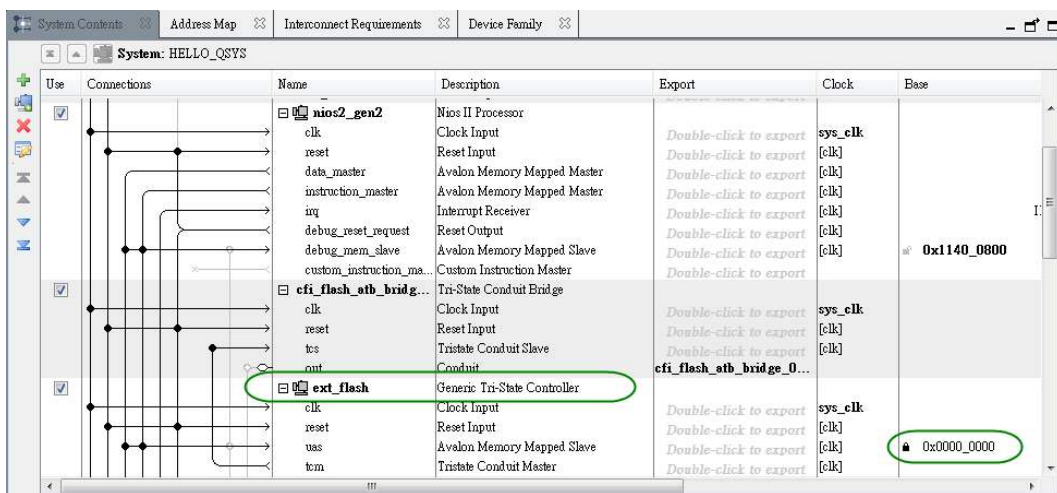 System Contents Address Map Interconnect Requirements Device Family
System: HELLO_QSYS
Use Connections Name Description Export Clock Base
nios2_gen2 Nios II Processor
clk Clock Input Double-click to export sys_clk
reset Reset Input Double-click to export [clk]
data_master Avalon Memory Mapped Master Double-click to export [clk]
instruction_master Avalon Memory Mapped Master Double-click to export [clk]
irq Interrupt Receiver Double-click to export [clk]
debug_reset_request Reset Output Double-click to export [clk]
debug_mem_slave Avalon Memory Mapped Slave Double-click to export [clk] 0x1140_0800
custom_instruction_ma... Custom Instruction Master Double-click to export
cfi_flash_atb_bridg... Tri-State Conduit Bridge
clk Clock Input Double-click to export sys_clk
reset Reset Input Double-click to export [clk]
tcs Tristate Conduit Slave Double-click to export [clk]
out Conduit cfi_flash_atb_bridge_0...
ext_flash Generic Tri-State Controller
clk Clock Input Double-click to export sys_clk
reset Reset Input Double-click to export [clk]
uas Avalon Memory Mapped Slave Double-click to export [clk] 0x0000_0000
tcm Tristate Conduit Master Double-click to export [clk]